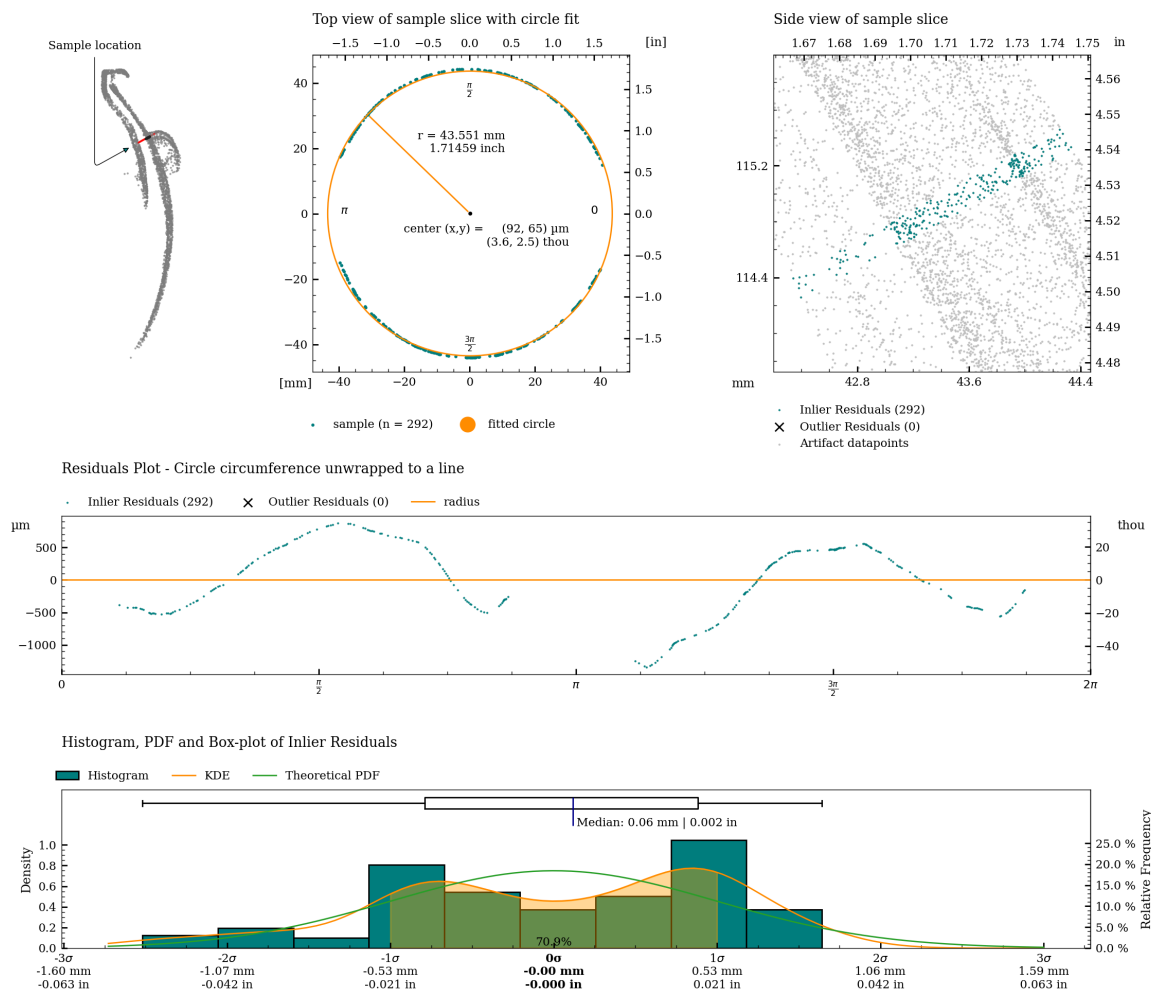 Top view of sample slice with circle fit
Side view of sample slice
Sample location
−1.5 −1.0 −0.5 0.0 0.5 1.0 1.5 [in]
1.67 1.68 1.69 1.70 1.71 1.72 1.73 1.74 1.75 in
40
20
0
−20
−40
[mm]
−40 −20 0 20 40
1.5
1.0
0.5
0.0
−0.5
−1.0
−1.5
π/2
r = 43.551 mm
1.71459 inch
π
0
center (x,y) = (92, 65) µm
(3.6, 2.5) thou
3π/2
115.2
114.4
mm
42.8 43.6 44.4
4.56
4.55
4.54
4.53
4.52
4.51
4.50
4.49
4.48
sample (n = 292) fitted circle
Inlier Residuals (292)
Outlier Residuals (0)
Artifact datapoints
Residuals Plot - Circle circumference unwrapped to a line
Inlier Residuals (292) Outlier Residuals (0) radius
µm
thou
500
0
−500
−1000
20
0
−20
−40
0 π/2 π 3π/2 2π
Histogram, PDF and Box-plot of Inlier Residuals
Histogram KDE Theoretical PDF
Median: 0.06 mm | 0.002 in
Density
1.0
0.8
0.6
0.4
0.2
0.0
25.0 %
20.0 %
15.0 %
10.0 %
5.0 %
0.0 %
Relative Frequency
70.9%
-3σ -2σ -1σ 0σ 1σ 2σ 3σ
-1.60 mm -1.07 mm -0.53 mm -0.00 mm 0.53 mm 1.06 mm 1.59 mm
-0.063 in -0.042 in -0.021 in -0.000 in 0.021 in 0.042 in 0.063 in